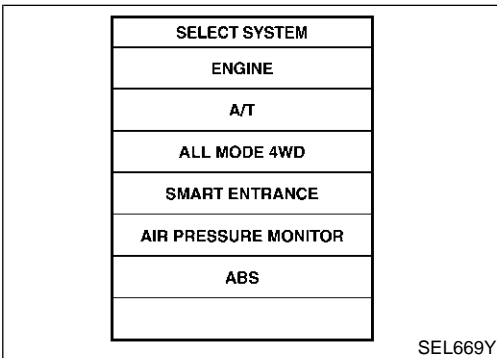 SELECT SYSTEM
ENGINE
A/T
ALL MODE 4WD
SMART ENTRANCE
AIR PRESSURE MONITOR
ABS
SEL669Y